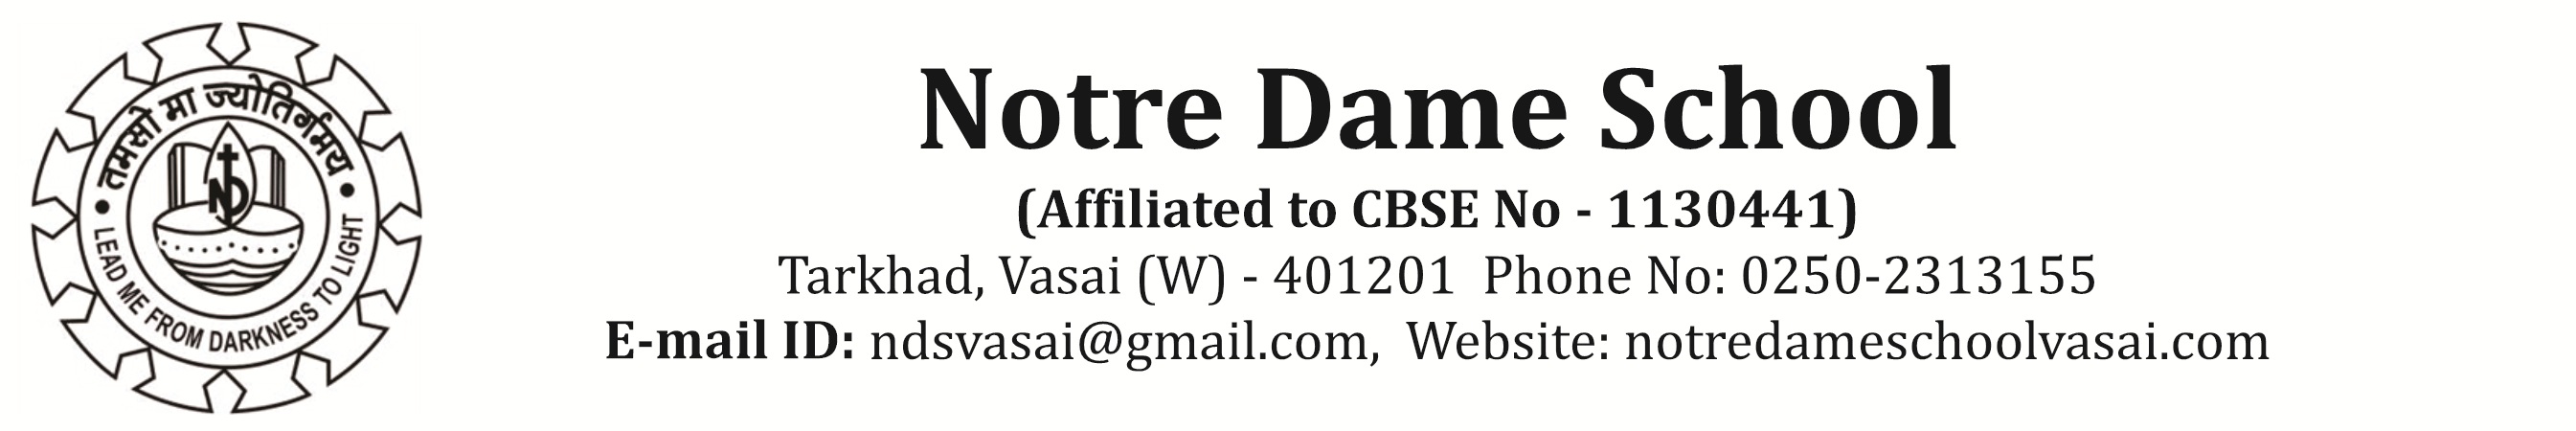 तमसो मा ज्योतिर्गमय
ND
LEAD ME FROM DARKNESS TO LIGHT
Notre Dame School
(Affiliated to CBSE No - 1130441)
Tarkhad, Vasai (W) - 401201  Phone No: 0250-2313155
E-mail ID: ndsvasai@gmail.com,  Website: notredameschoolvasai.com